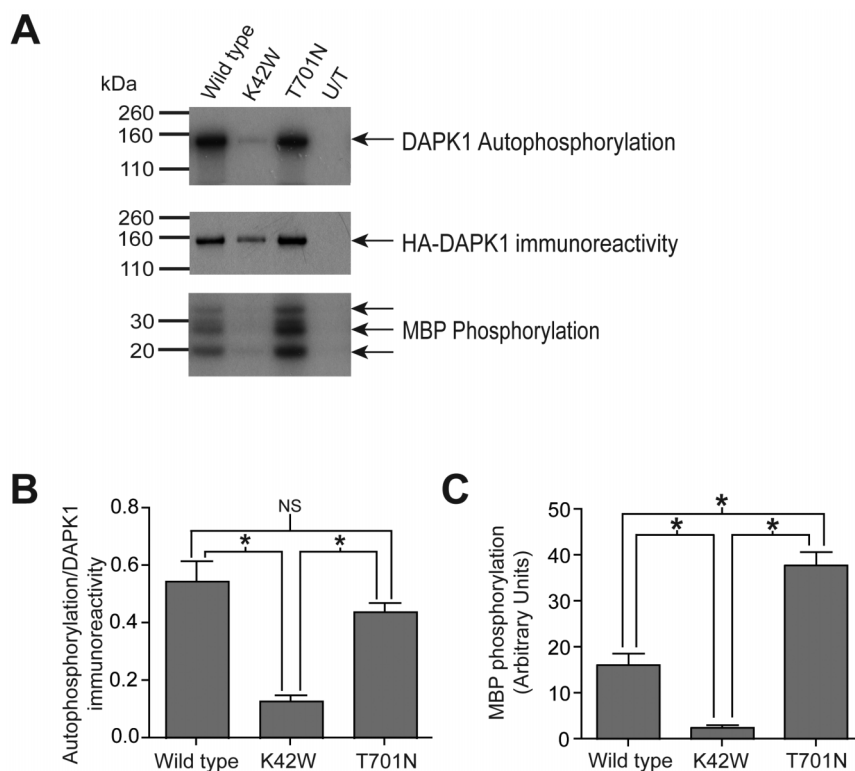 A
kDa
Wild type
K42W
T701N
U/T
260
160
110
DAPK1 Autophosphorylation
260
160
110
HA-DAPK1 immunoreactivity
30
20
MBP Phosphorylation
B
Autophosphorylation/DAPK1
immunoreactivity
0.8
0.6
0.4
0.2
0.0
NS
*
*
Wild type
K42W
T701N
C
MBP phosphorylation
(Arbitrary Units)
50
40
30
20
10
0
*
*
*
Wild type
K42W
T701N